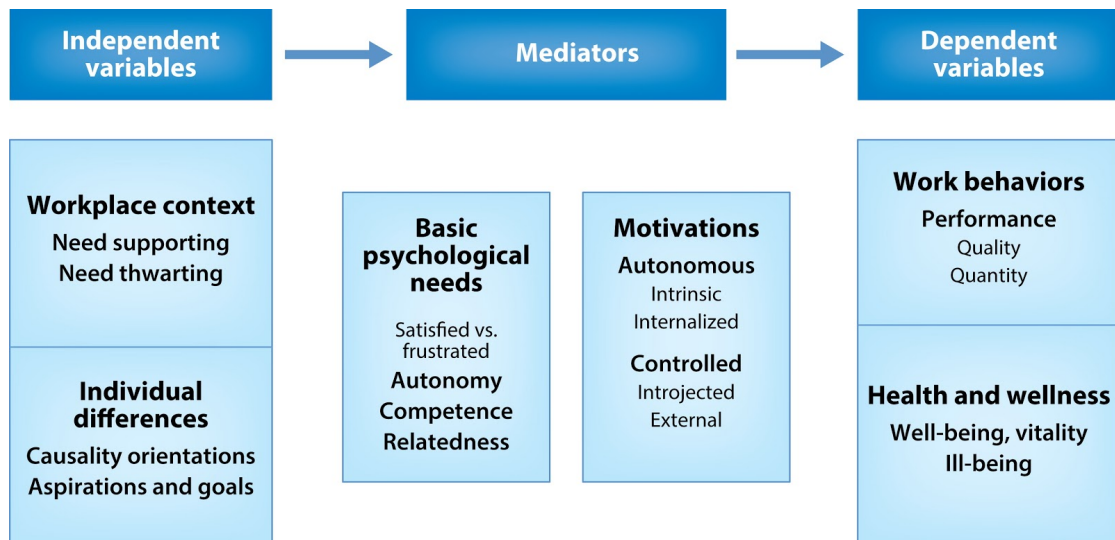 Independent
variables
Mediators
Dependent
variables
Workplace context
Need supporting
Need thwarting
Individual
differences
Causality orientations
Aspirations and goals
Basic
psychological
needs
Satisfied vs.
frustrated
Autonomy
Competence
Relatedness
Motivations
Autonomous
Intrinsic
Internalized
Controlled
Introjected
External
Work behaviors
Performance
Quality
Quantity
Health and wellness
Well-being, vitality
Ill-being